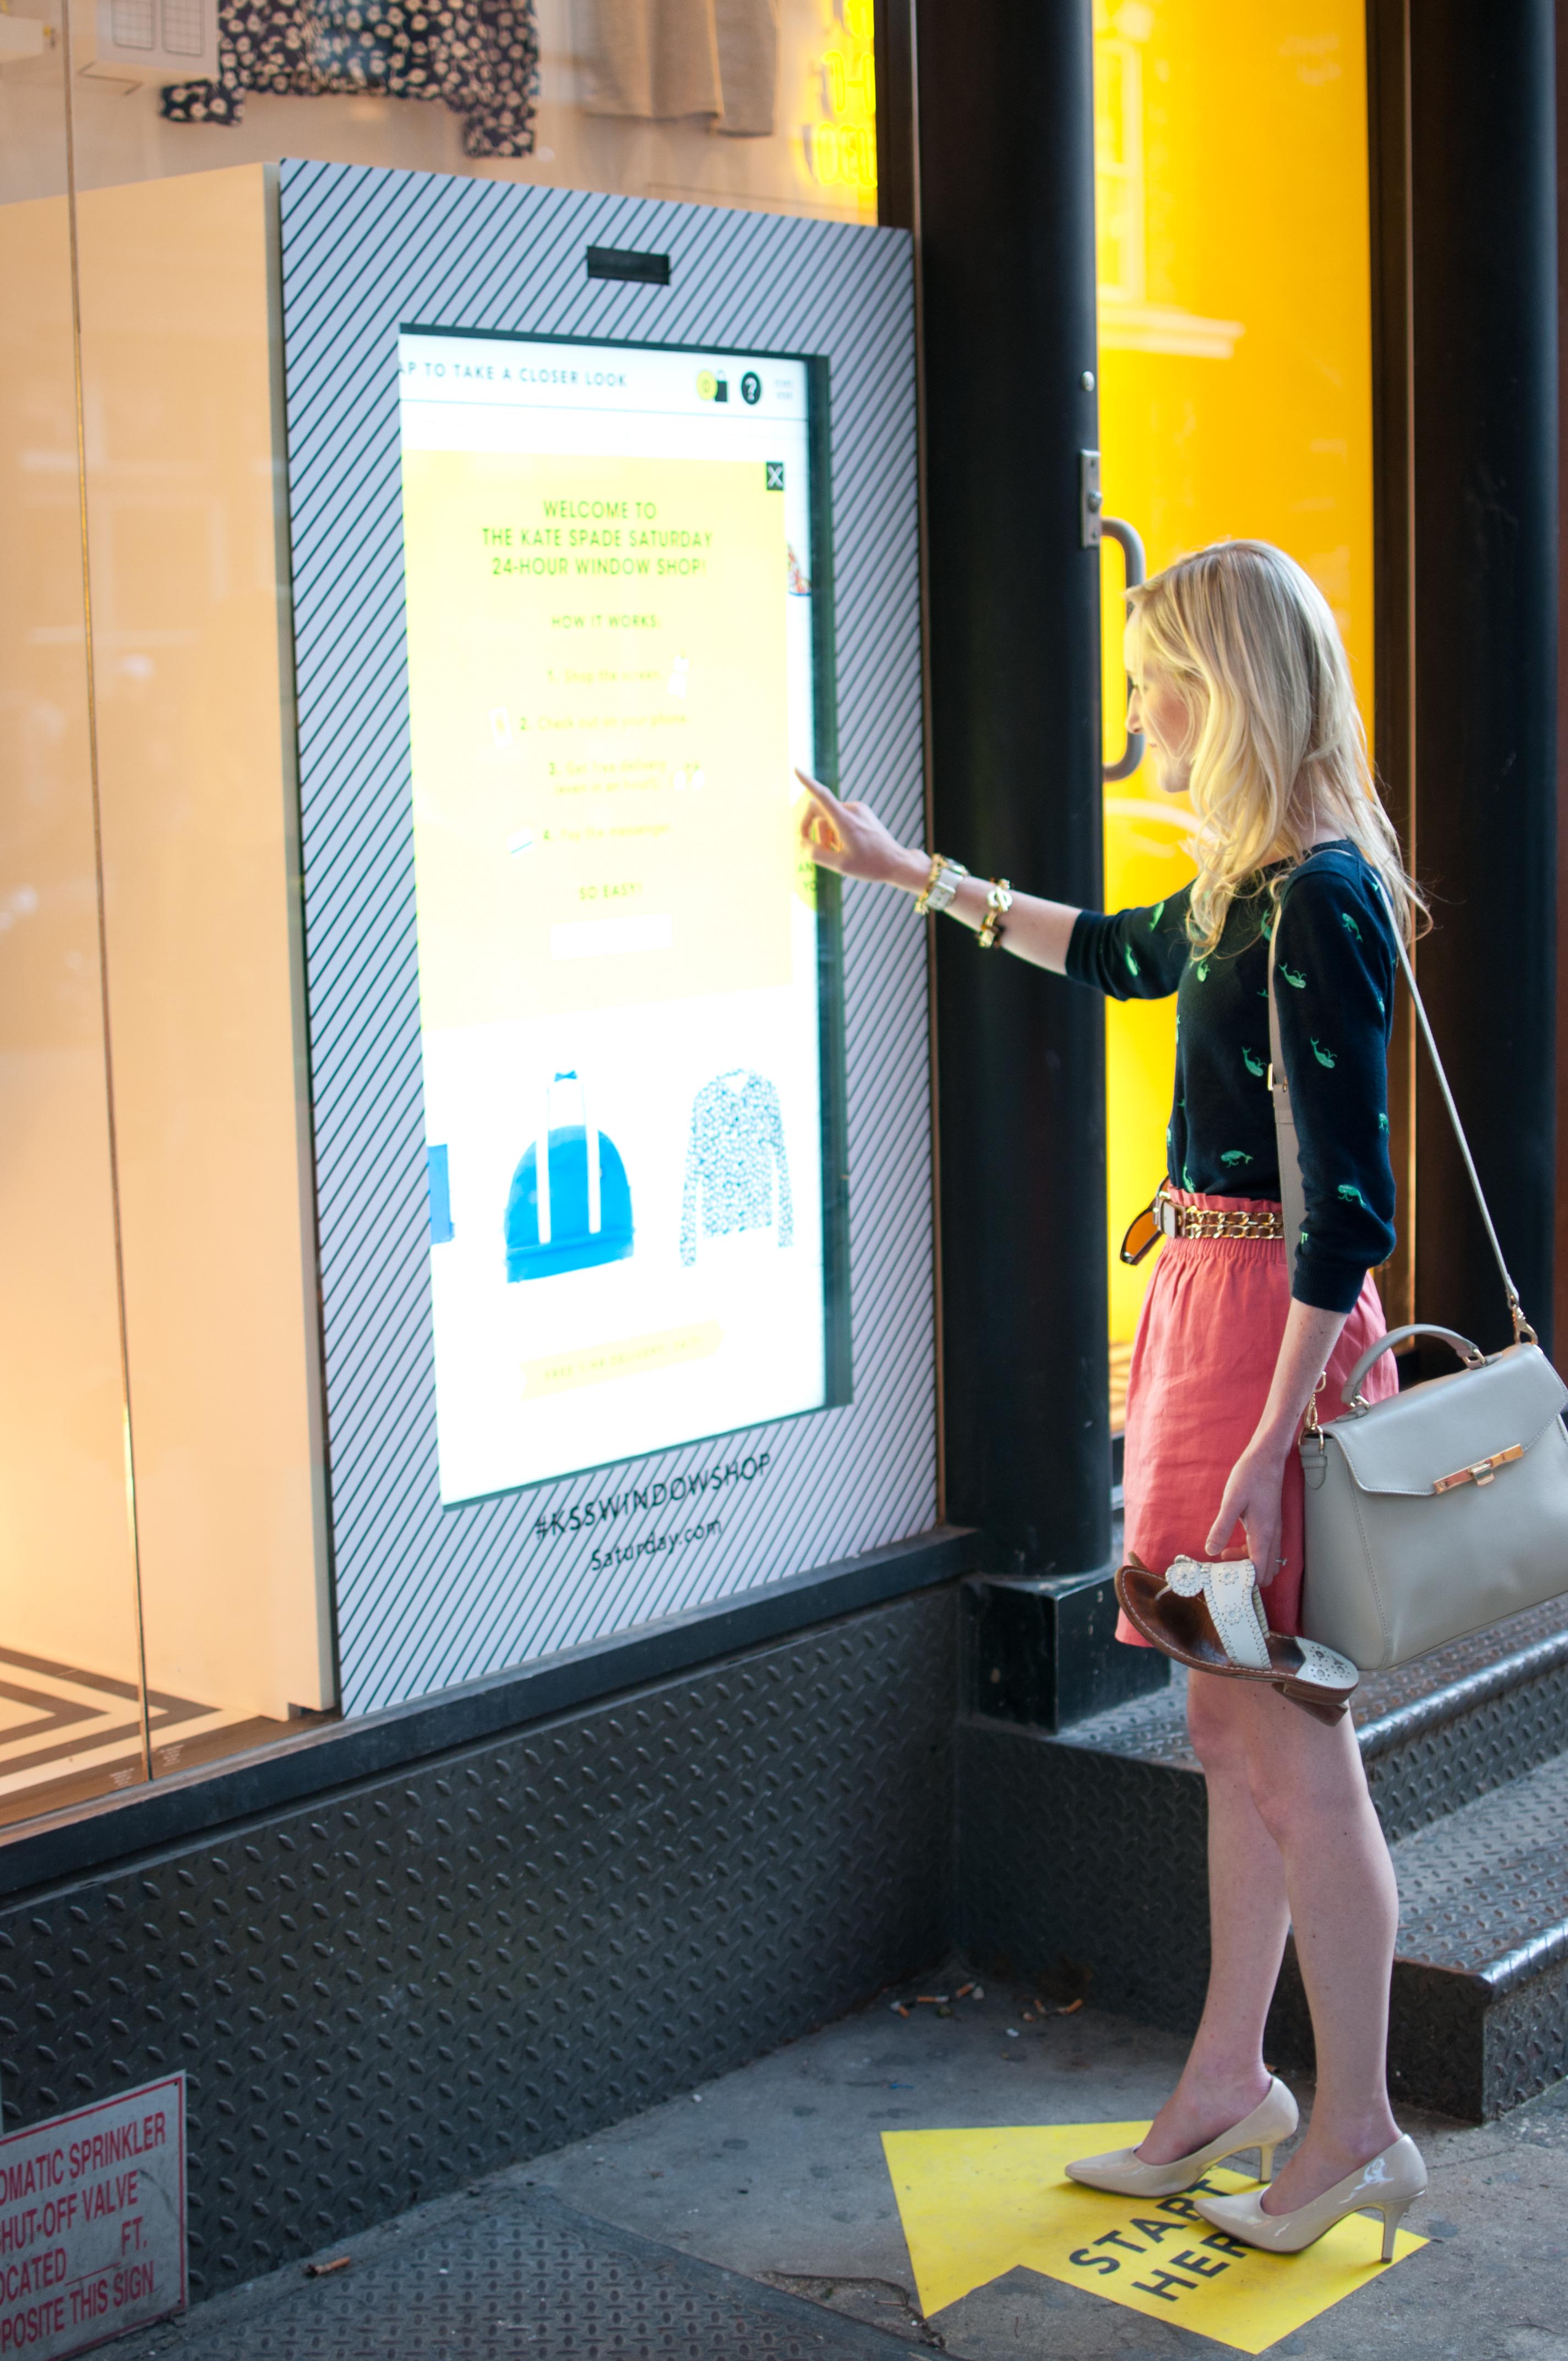 AP TO TAKE A CLOSER LOOK
?
X
WELCOME TO
THE KATE SPADE SATURDAY
24-HOUR WINDOW SHOP!
HOW IT WORKS:
1. Shop the screen
2. Check out on your phone
3. Get free delivery
4. Pay the messenger
SO EASY!
#KSSWINDOWSHOP
Saturday.com
START
HER
OMATIC SPRINKLER
HUT-OFF VALVE
FT.
OCATED
POSITE THIS SIGN